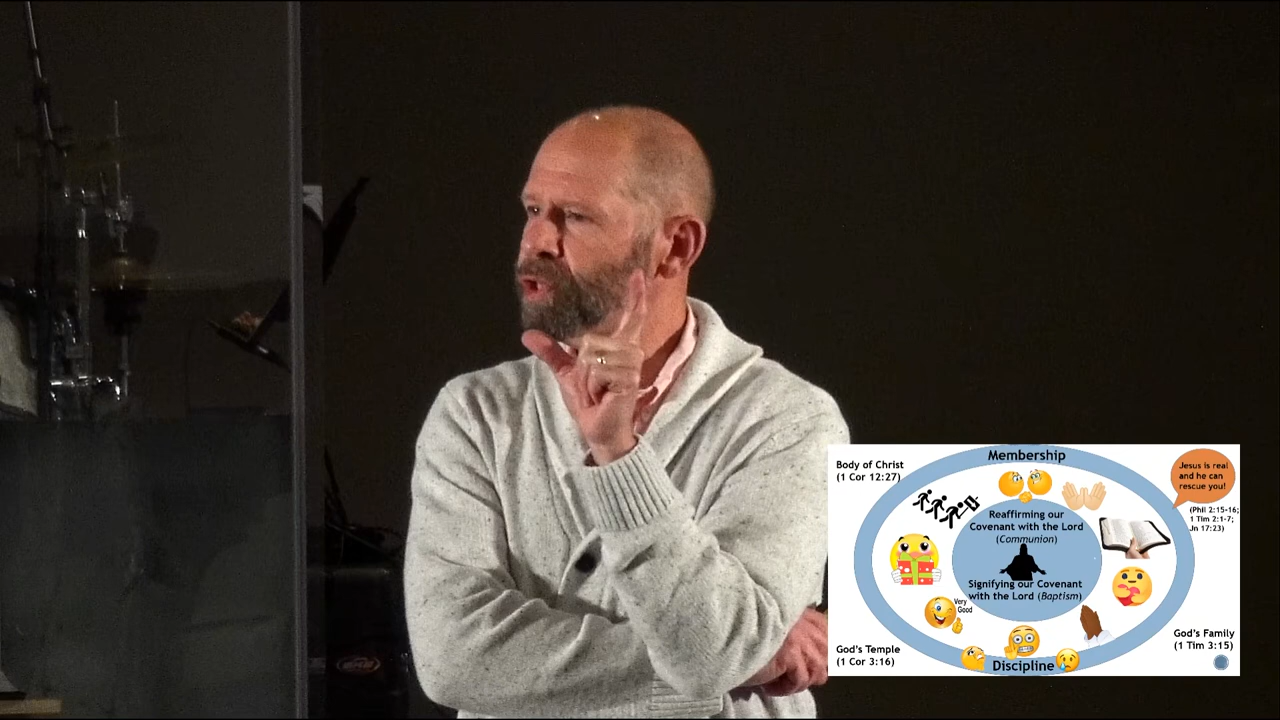 Membership
Body of Christ
(1 Cor 12:27)
Jesus is real
and he can
rescue you!
(Phil 2:15-16;
1 Tim 2:1-7;
Jn 17:23)
Reaffirming our
Covenant with the Lord
(Communion)
Signifying our Covenant
with the Lord (Baptism)
Very
Good
God's Temple
(1 Cor 3:16)
God's Family
(1 Tim 3:15)
Discipline